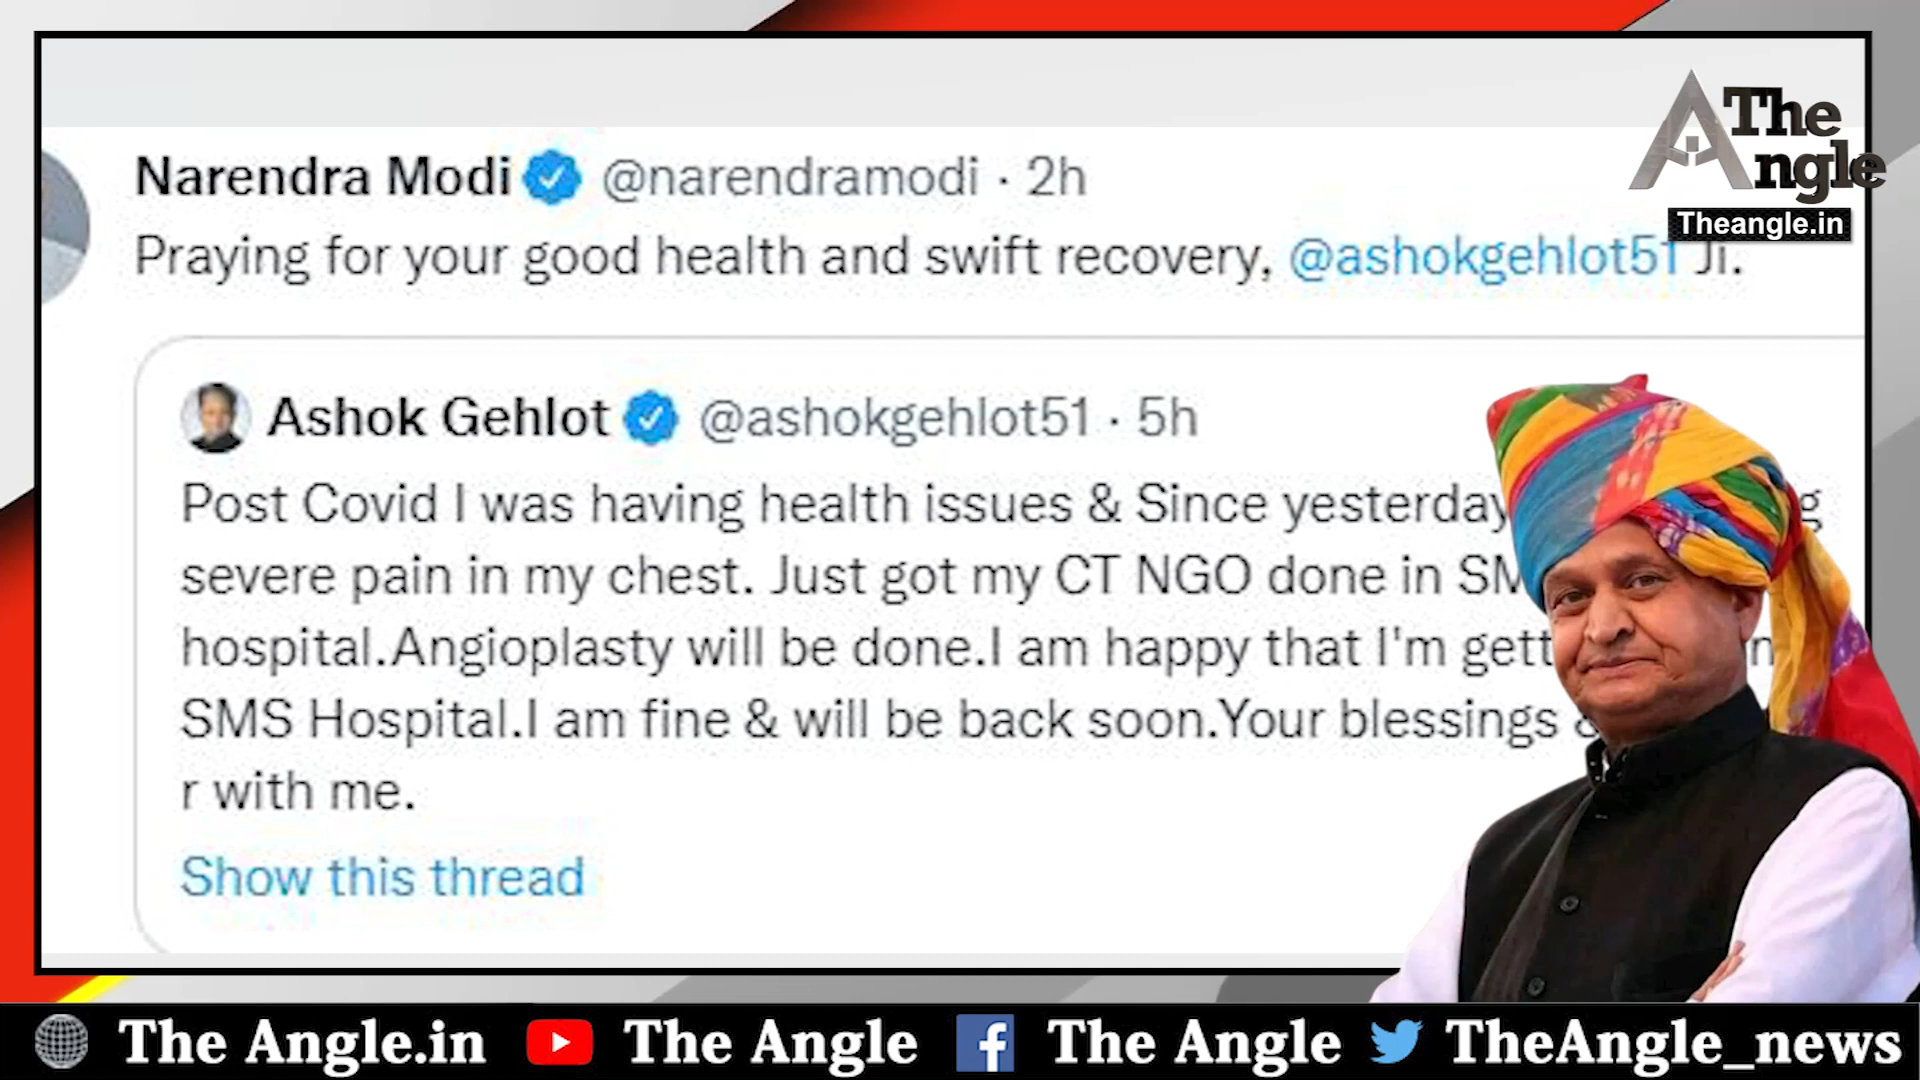 The
Angle
Theangle.in
Narendra Modi @narendramodi · 2h
Praying for your good health and swift recovery, @ashokgehlot51 Ji.
Ashok Gehlot @ashokgehlot51 · 5h
Post Covid I was having health issues & Since yesterday
severe pain in my chest. Just got my CT NGO done in
hospital.Angioplasty will be done.I am happy that I'm
SMS Hospital.I am fine & will be back soon.Your blessings
r with me.
Show this thread
The Angle.in The Angle The Angle TheAngle_news